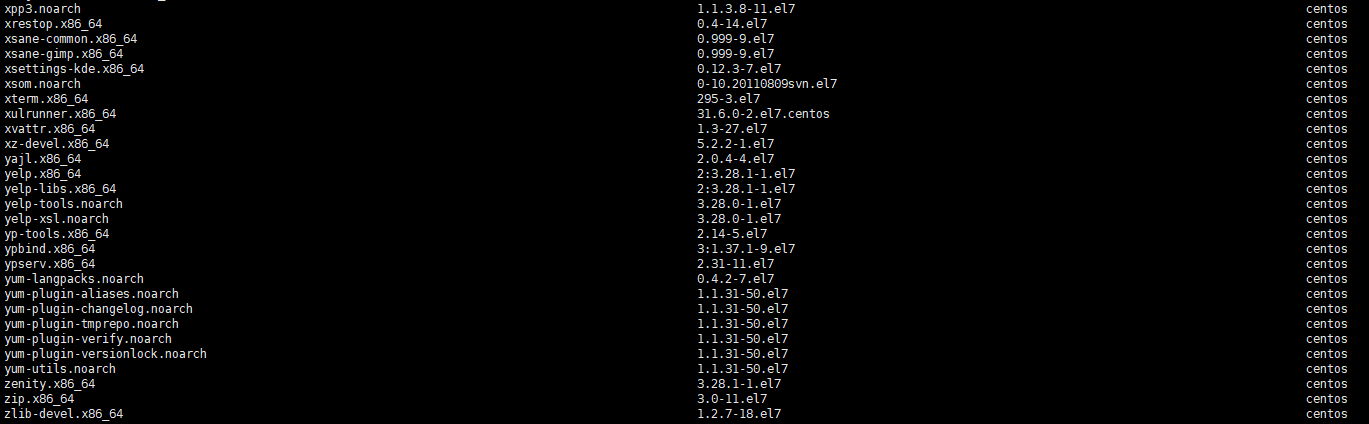 xpp3.noarch 1.1.3.8-11.el7 centos
xrestop.x86_64 0.4-14.el7 centos
xsane-common.x86_64 0.999-9.el7 centos
xsane-gimp.x86_64 0.999-9.el7 centos
xsettings-kde.x86_64 0.12.3-7.el7 centos
xsom.noarch 0-10.20110809svn.el7 centos
xterm.x86_64 295-3.el7 centos
xulrunner.x86_64 31.6.0-2.el7.centos centos
xvattr.x86_64 1.3-27.el7 centos
xz-devel.x86_64 5.2.2-1.el7 centos
yajl.x86_64 2.0.4-4.el7 centos
yelp.x86_64 2:3.28.1-1.el7 centos
yelp-libs.x86_64 2:3.28.1-1.el7 centos
yelp-tools.noarch 3.28.0-1.el7 centos
yelp-xsl.noarch 3.28.0-1.el7 centos
yp-tools.x86_64 2.14-5.el7 centos
ypbind.x86_64 3:1.37.1-9.el7 centos
ypserv.x86_64 2.31-11.el7 centos
yum-langpacks.noarch 0.4.2-7.el7 centos
yum-plugin-aliases.noarch 1.1.31-50.el7 centos
yum-plugin-changelog.noarch 1.1.31-50.el7 centos
yum-plugin-tmprepo.noarch 1.1.31-50.el7 centos
yum-plugin-verify.noarch 1.1.31-50.el7 centos
yum-plugin-versionlock.noarch 1.1.31-50.el7 centos
yum-utils.noarch 1.1.31-50.el7 centos
zenity.x86_64 3.28.1-1.el7 centos
zip.x86_64 3.0-11.el7 centos
zlib-devel.x86_64 1.2.7-18.el7 centos